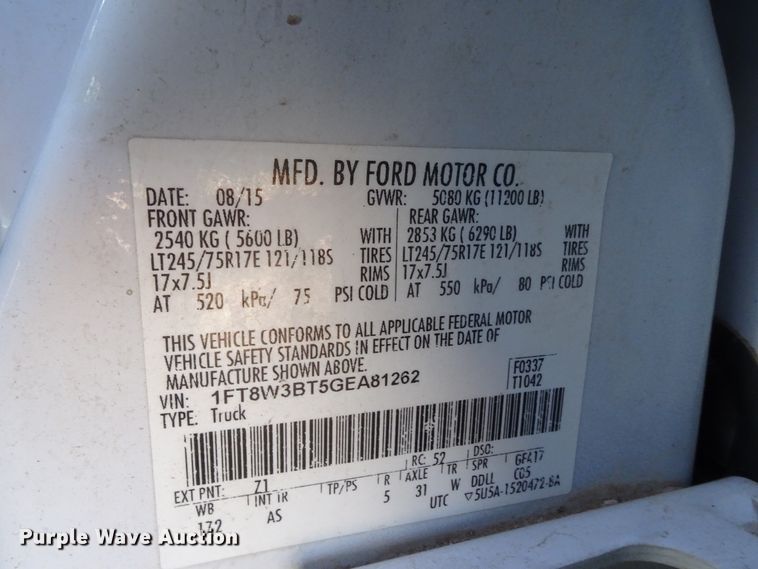 MFD. BY FORD MOTOR CO.
DATE: 08/15 GVWR: 5080 KG (11200 LB)
FRONT GAWR: REAR GAWR:
2540 KG ( 5600 LB) WITH 2853 KG ( 6290 LB) WITH
LT245/75R17E 121/118S TIRES LT245/75R17E 121/118S TIRES
17x7.5J RIMS 17x7.5J RIMS
AT 520 kPa/ 75 PSI COLD AT 550 kPa/ 80 PSI COLD
THIS VEHICLE CONFORMS TO ALL APPLICABLE FEDERAL MOTOR
VEHICLE SAFETY STANDARDS IN EFFECT ON THE DATE OF
MANUFACTURE SHOWN ABOVE.
VIN: 1FT8W3BT5GEA81262 F0337
TYPE: Truck T1042
EXT PNT: Z1 RC: 52 DSO:
WB INT TR TP/PS R AXLE TR SPR GF417
172 AS 5 31 W DDLL C05
UTC ▽5U5A-1520472-BA
Purple Wave Auction